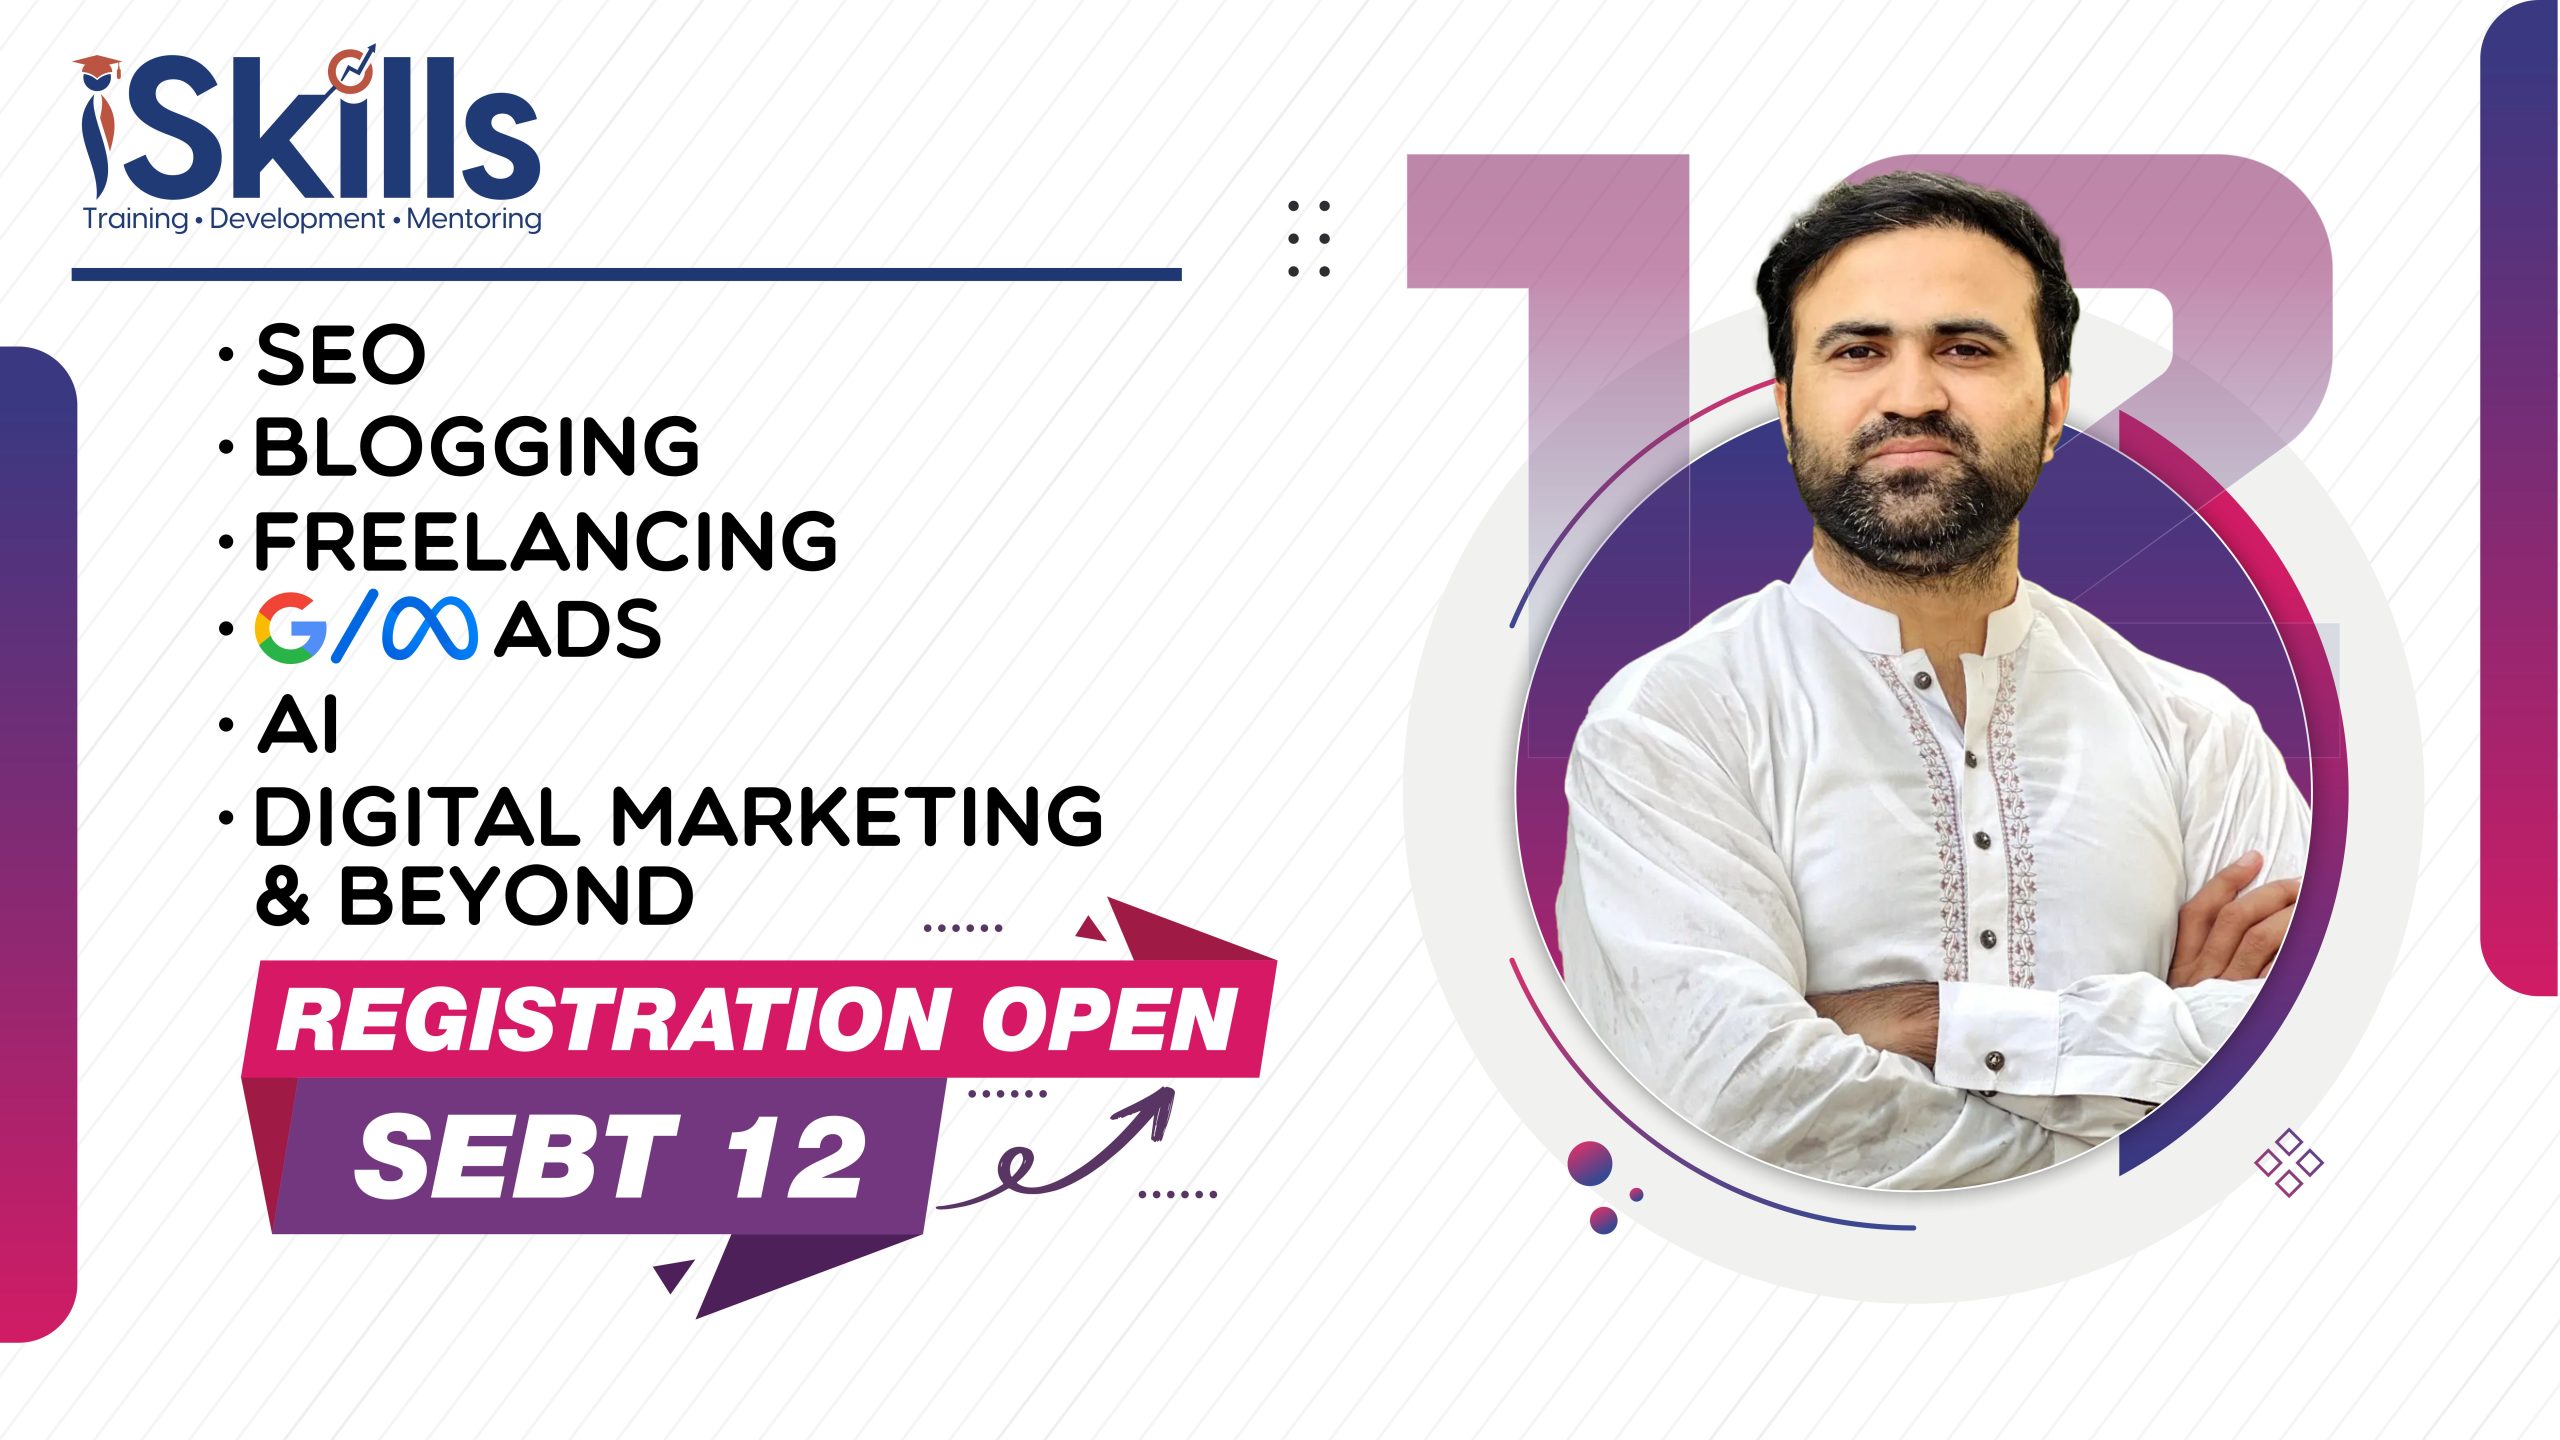 iSkills
Training • Development • Mentoring
12
• SEO
• BLOGGING
• FREELANCING
• G/ ADS
• AI
• DIGITAL MARKETING
& BEYOND
REGISTRATION OPEN
SEBT 12